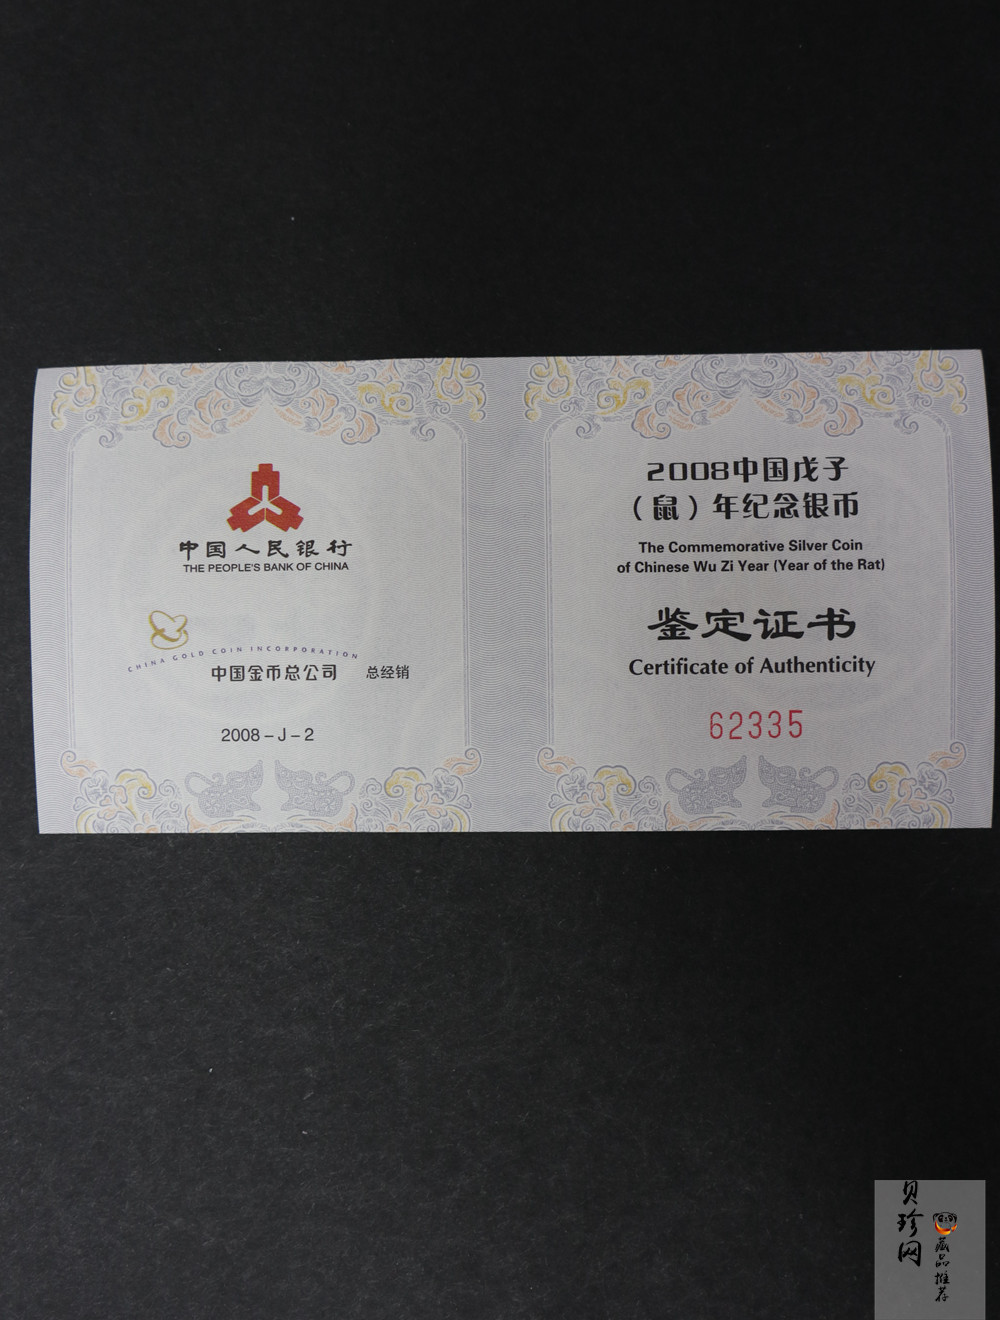 中国人民银行
THE PEOPLE'S BANK OF CHINA
CHINA GOLD COIN INCORPORATION
中国金币总公司 总经销
2008-J-2
2008中国戊子
（鼠）年纪念银币
The Commemorative Silver Coin
of Chinese Wu Zi Year (Year of the Rat)
鉴定证书
Certificate of Authenticity
62335
贝珍网
藏品推荐